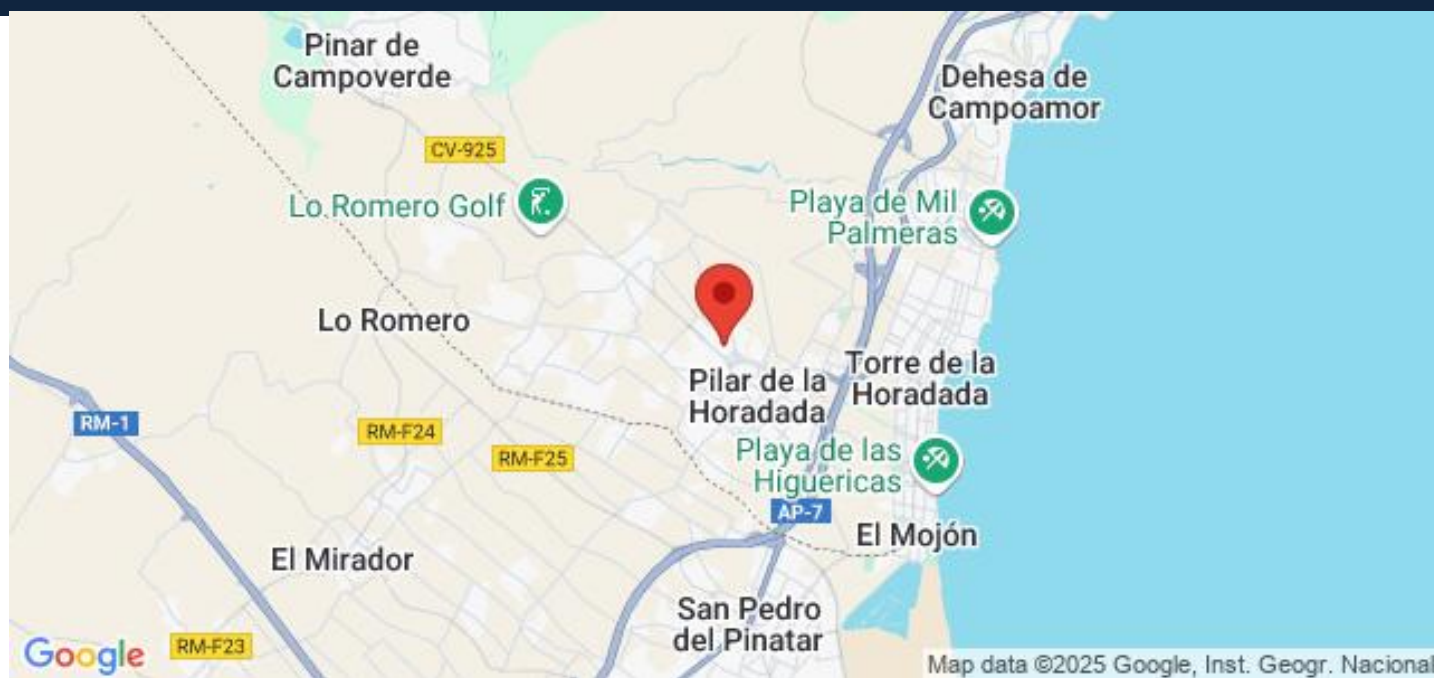 Pinar de
Campoverde
Dehesa de
Campoamor
CV-925
Lo Romero Golf
Playa de Mil
Palmeras
Lo Romero
Pilar de la
Horadada
Torre de la
Horadada
RM-1
RM-F24
RM-F25
Playa de las
Higuericas
AP-7
El Mojón
El Mirador
San Pedro
del Pinatar
RM-F23
Google
Map data ©2025 Google, Inst. Geogr. Nacional